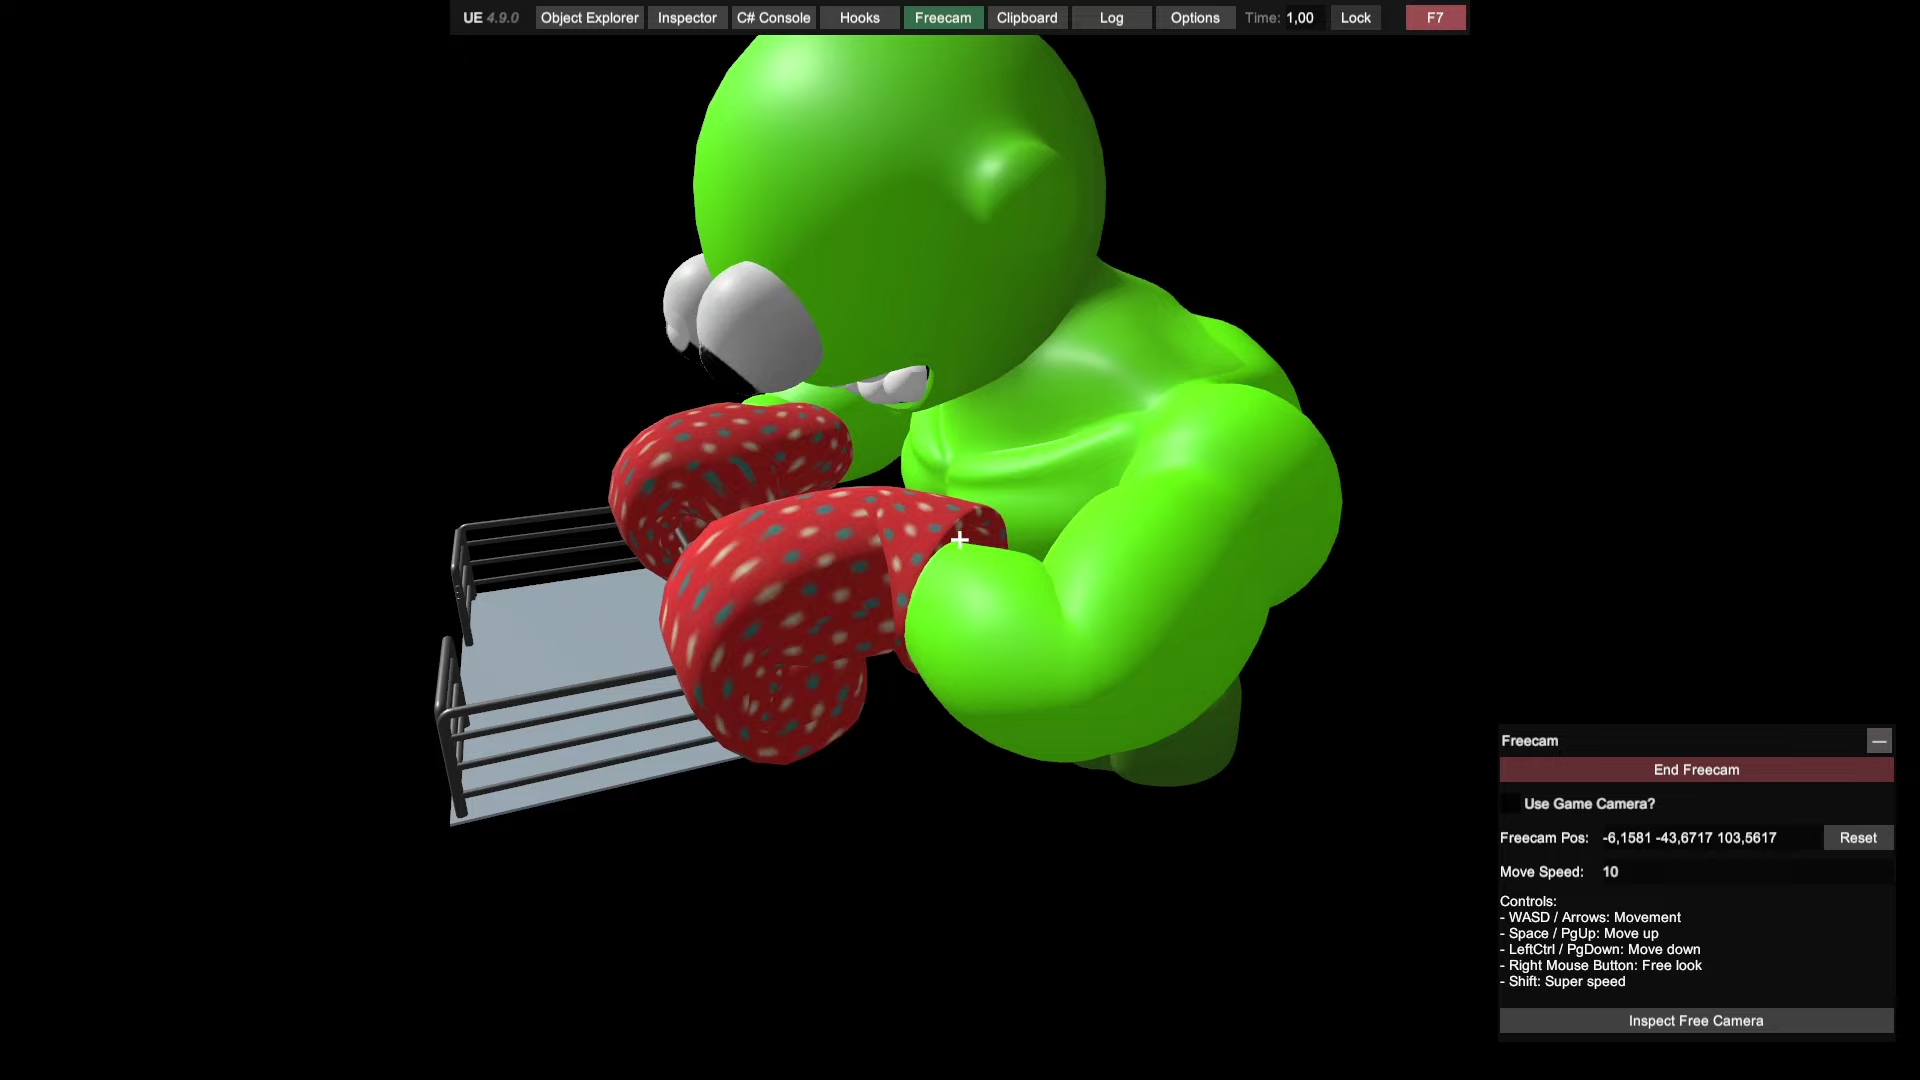 UE 4.9.0 Object Explorer Inspector C# Console Hooks Freecam Clipboard Log Options Time: 1,00 Lock F7
Freecam —
End Freecam
Use Game Camera?
Freecam Pos: -6,1581 -43,6717 103,5617 Reset
Move Speed: 10
Controls:
- WASD / Arrows: Movement
- Space / PgUp: Move up
- LeftCtrl / PgDown: Move down
- Right Mouse Button: Free look
- Shift: Super speed
Inspect Free Camera